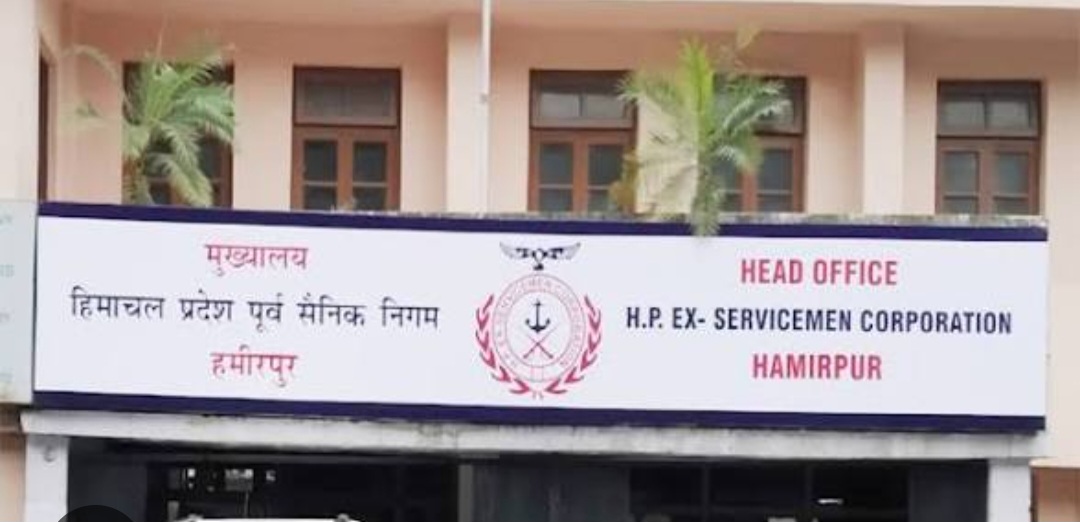 मुख्यालय
हिमाचल प्रदेश पूर्व सैनिक निगम
हमीरपुर
HEAD OFFICE
H.P. EX- SERVICEMEN CORPORATION
HAMIRPUR